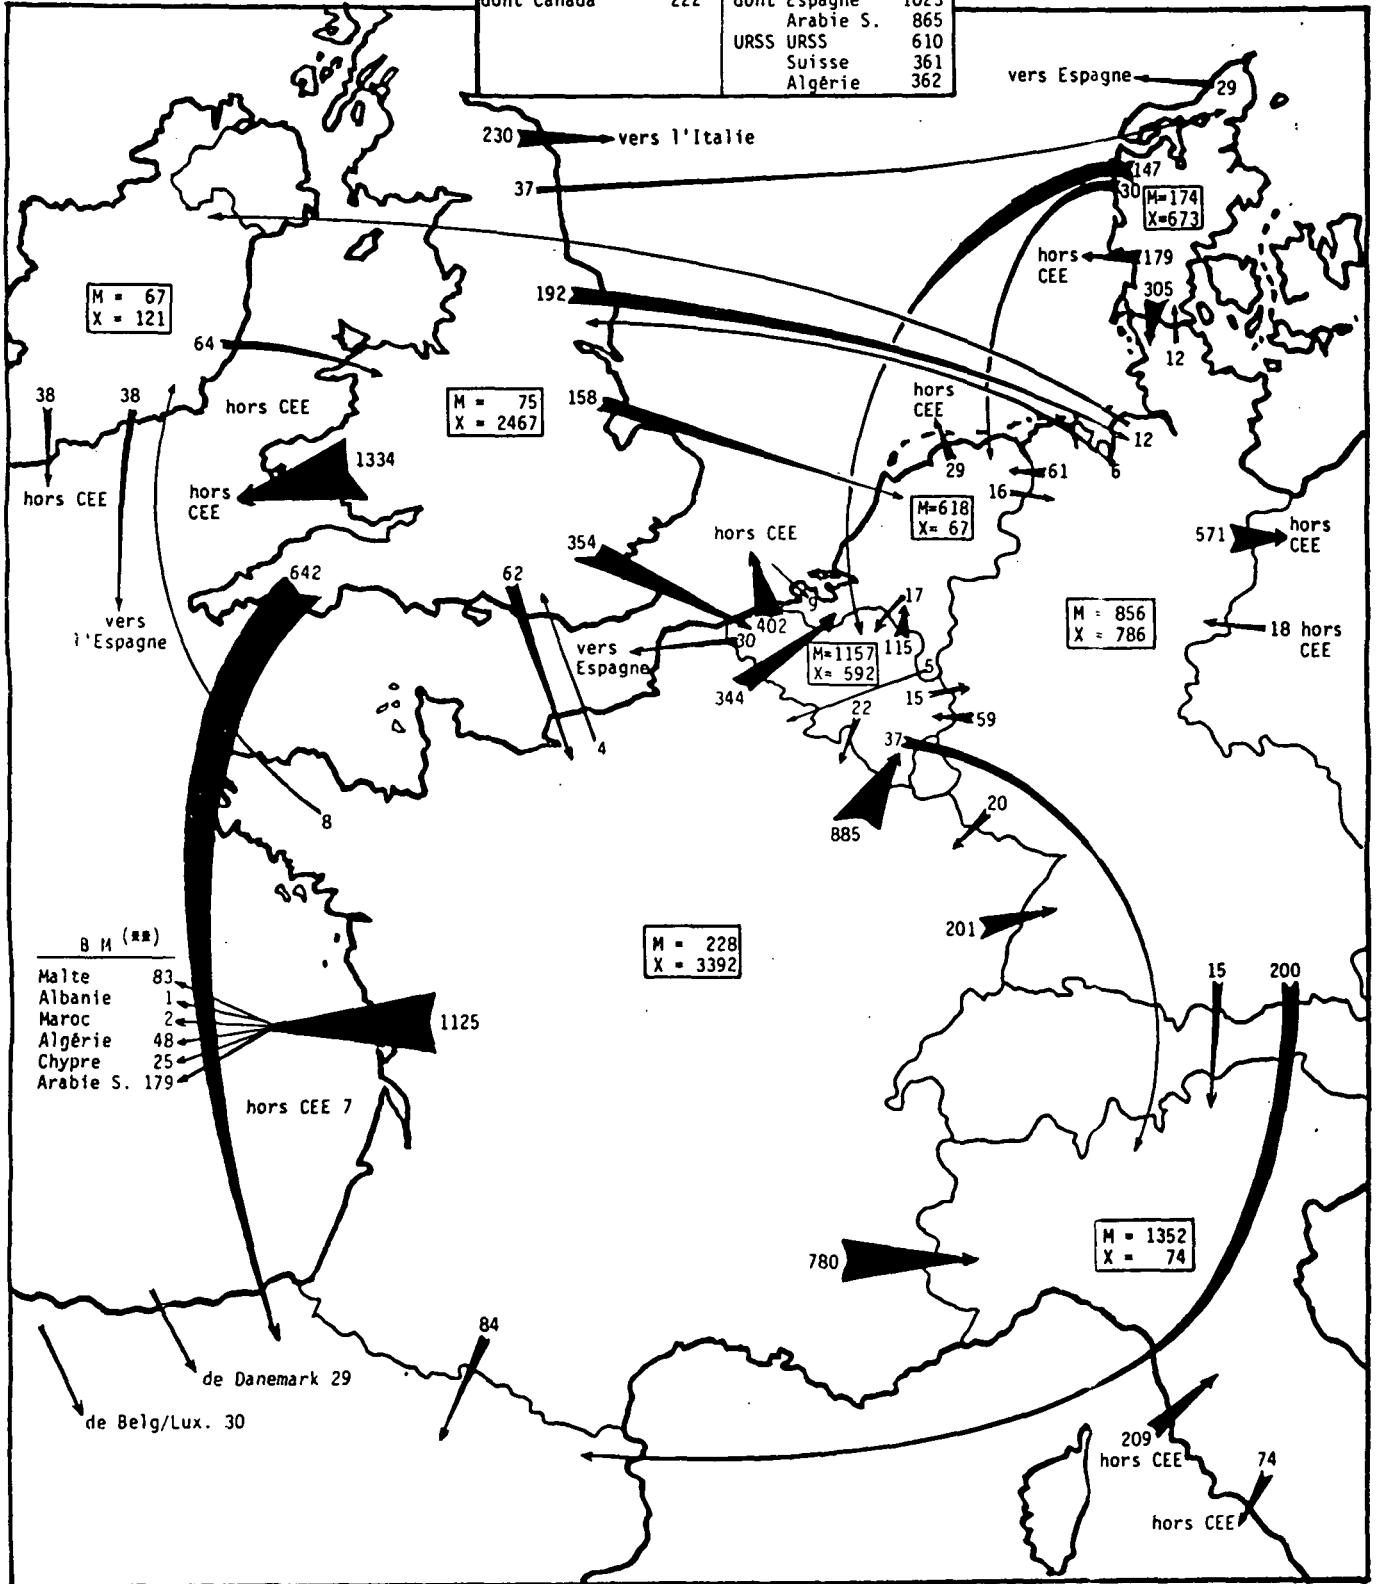 dont Canada 222
dont Espagne 1023
Arabie S. 865
URSS URSS 610
Suisse 361
Algérie 362
vers Espagne
29
230
vers l'Italie
37
147
30
M=174
X=673
hors
CEE
179
305
12
M = 67
X = 121
192
64
38
38
hors CEE
M = 75
X = 2467
158
hors
CEE
29
12
6
61
16
M=618
X= 67
1334
hors
CEE
hors CEE
571
hors
CEE
354
hors CEE
642
62
9
17
402
30
115
M=1157
X= 592
vers
l'Espagne
vers
Espagne
M = 856
X = 786
18 hors
CEE
344
5
15
22
59
37
4
8
885
20
201
M = 228
X = 3392
B M (**)
Malte 83
Albanie 1
Maroc 2
Algérie 48
Chypre 25
Arabie S. 179
1125
15
200
hors CEE 7
M = 1352
X = 74
780
84
de Danemark 29
de Belg/Lux. 30
209
hors CEE
74
hors CEE